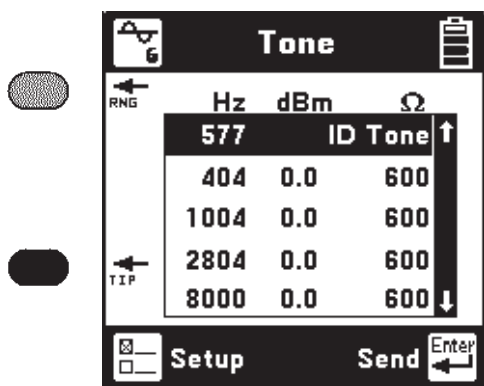 6 Tone
RNG
Hz dBm Ω
577 ID Tone ↑
404 0.0 600
1004 0.0 600
2804 0.0 600
TIP
8000 0.0 600 ↓
Setup Send Enter